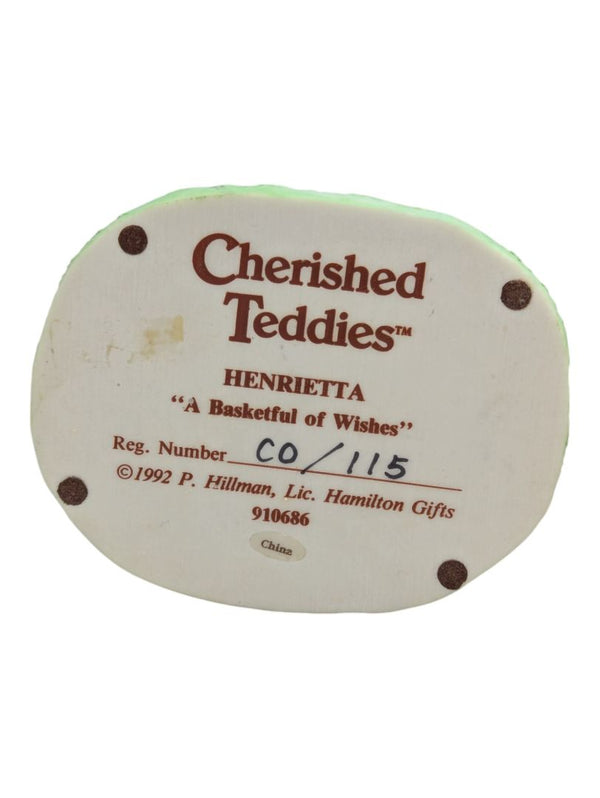 Cherished
Teddies™
HENRIETTA
"A Basketful of Wishes"
Reg. Number CO/115
©1992 P. Hillman, Lic. Hamilton Gifts
910686
China